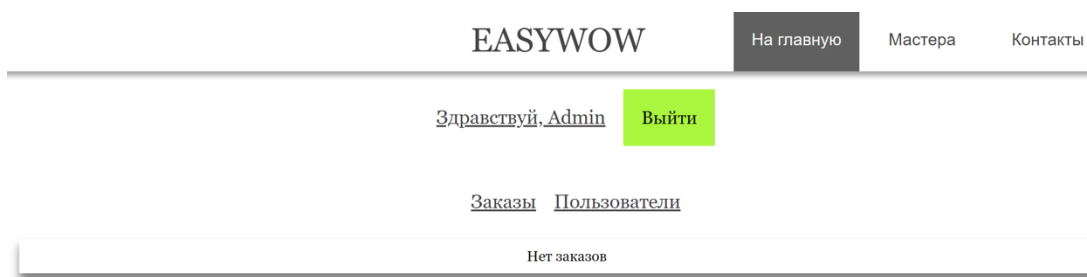 EASYWOW На главную Мастера Контакты
Здравствуй, Admin Выйти
Заказы Пользователи
Нет заказов